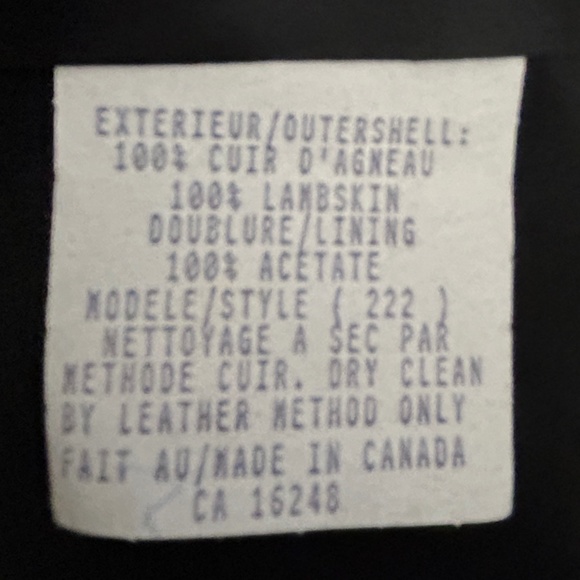 EXTERIEUR/OUTERSHELL:
100% CUIR D'AGNEAU
100% LAMBSKIN
DOUBLURE/LINING
100% ACETATE
MODELE/STYLE ( 222 )
NETTOYAGE A SEC PAR
METHODE CUIR. DRY CLEAN
BY LEATHER METHOD ONLY
FAIT AU/MADE IN CANADA
CA 16248